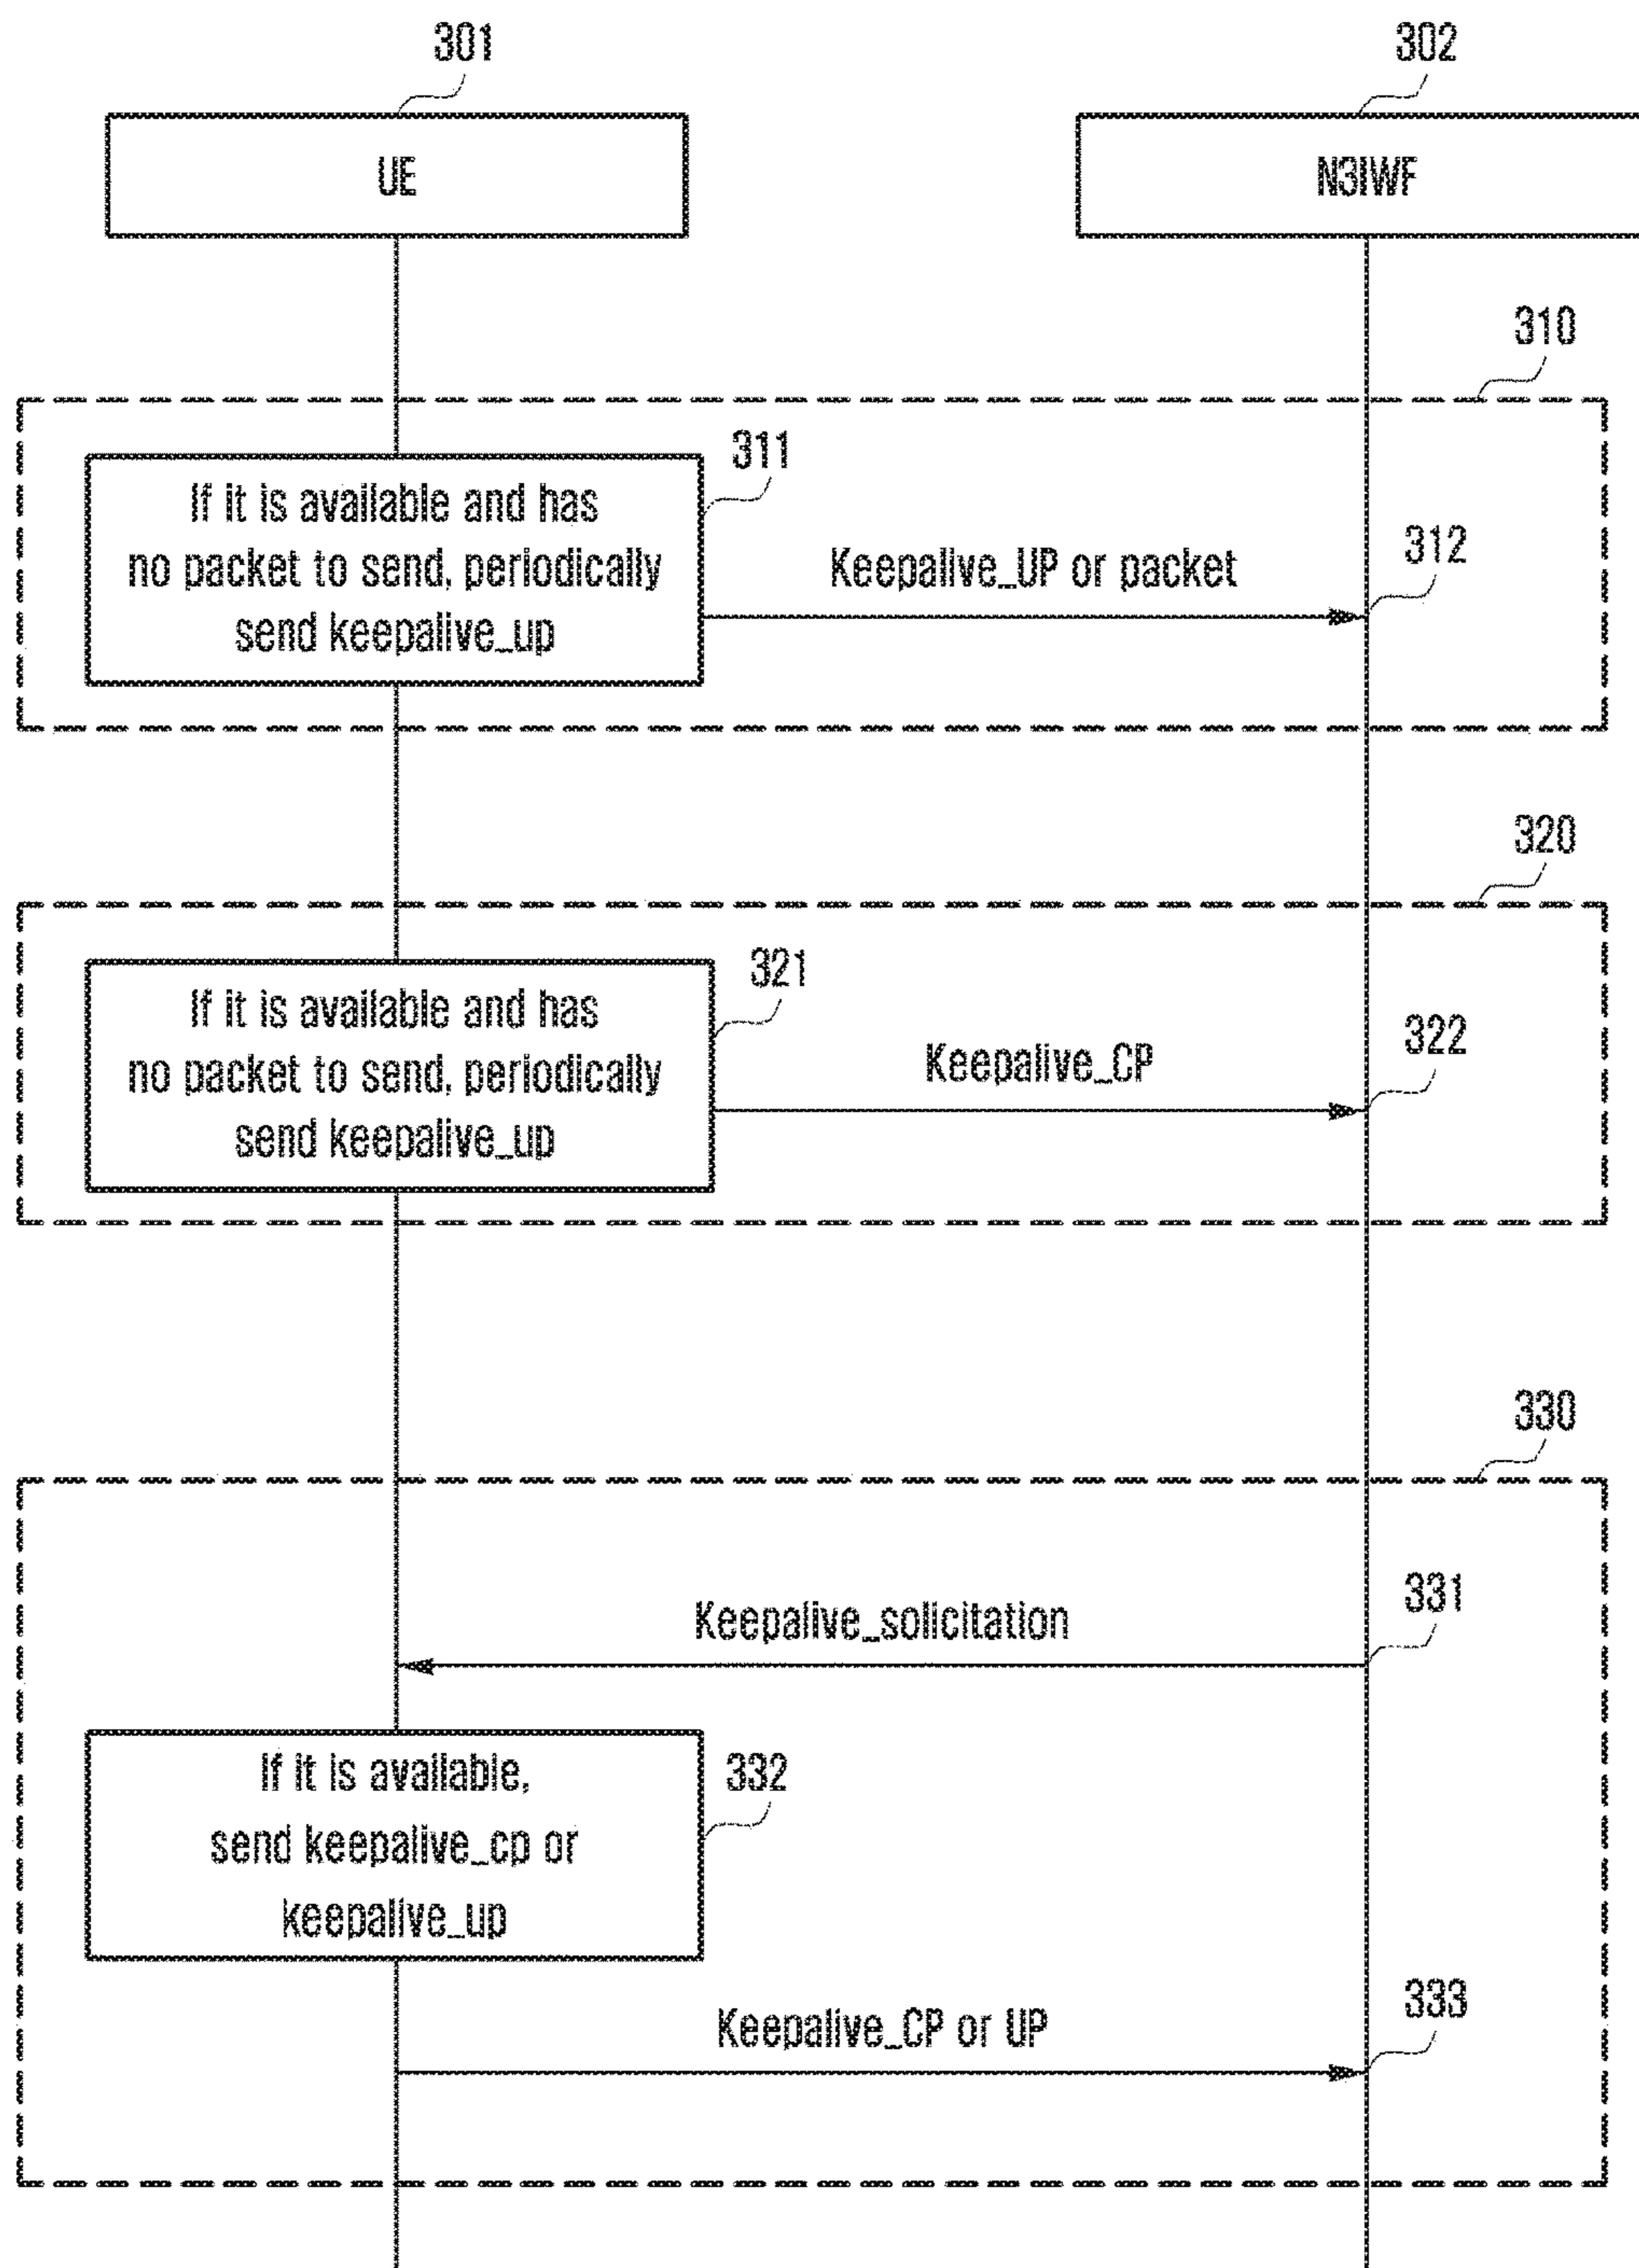 301
302
UE
N3IWF
310
311
If it is available and has
no packet to send, periodically
send keepalive_up
Keepalive_UP or packet
312
320
321
If it is available and has
no packet to send, periodically
send keepalive_up
Keepalive_CP
322
330
331
Keepalive_solicitation
If it is available,
send keepalive_cp or
keepalive_up
332
Keepalive_CP or UP
333